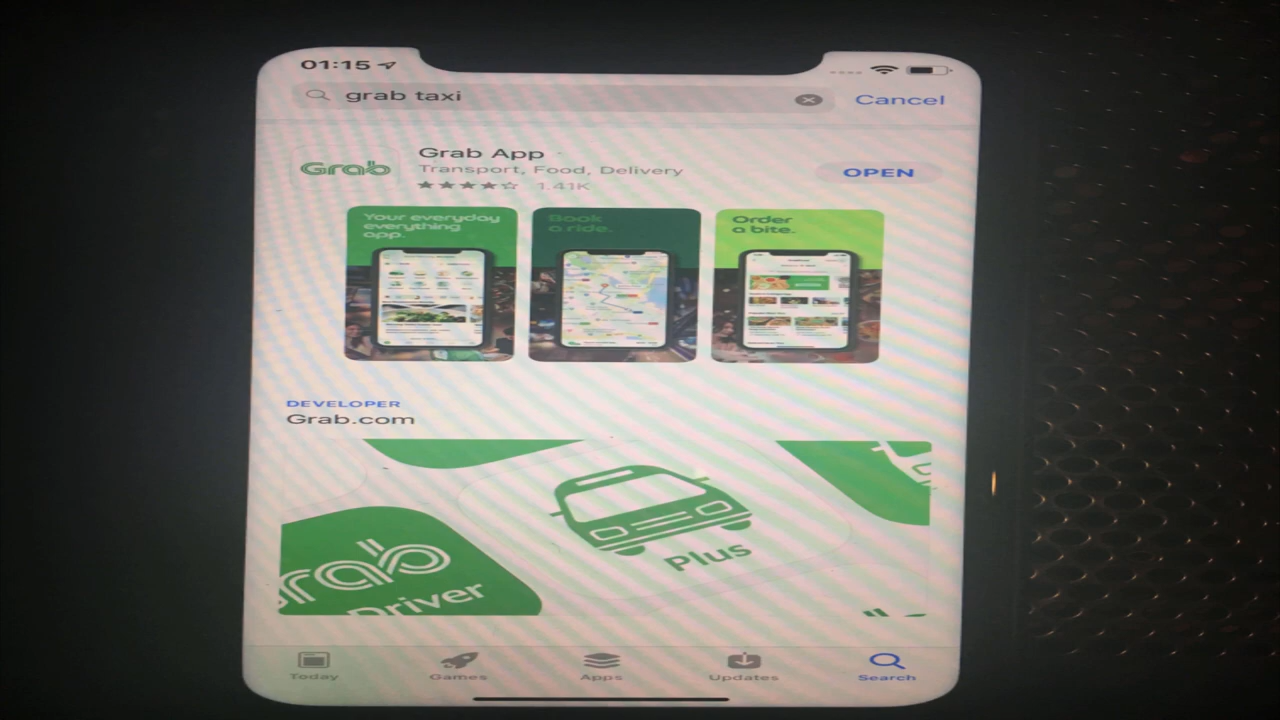 01:15
grab taxi
Cancel
Grab
Grab App
Transport, Food, Delivery
1.41K
OPEN
Your everyday
everything
app.
Book
a ride.
Order
a bite.
DEVELOPER
Grab.com
Plus
Grab
Driver
Today
Games
Apps
Updates
Search